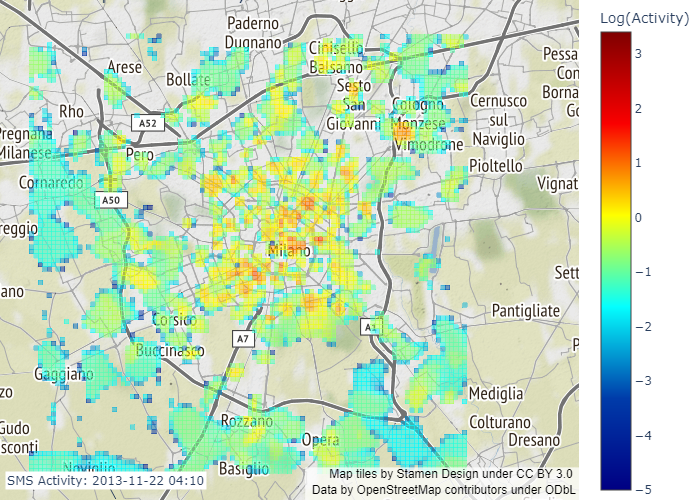 Log(Activity)
Paderno
Dugnano
Cinisello
Balsamo
Arese
Bollate
Sesto
San
Giovanni
Cologno
Monzese
Vimodrone
Cernusco
sul
Naviglio
Pessa
Con
Borna
Go
Rho
A52
Pregnana
Milanese
Pero
Pioltello
Cornaredo
A50
Vignat
reggio
Milano
Sett
ano
Pantigliate
Corsico
A7
A1
P
Buccinasco
Gaggiano
zo
Mediglia
Gudo
sconti
Rozzano
Opera
Colturano
Dresano
Noviglio
Basiglio
SMS Activity: 2013-11-22 04:10
Map tiles by Stamen Design under CC BY 3.0
Data by OpenStreetMap contributors under ODbL
3
2
1
0
−1
−2
−3
−4
−5